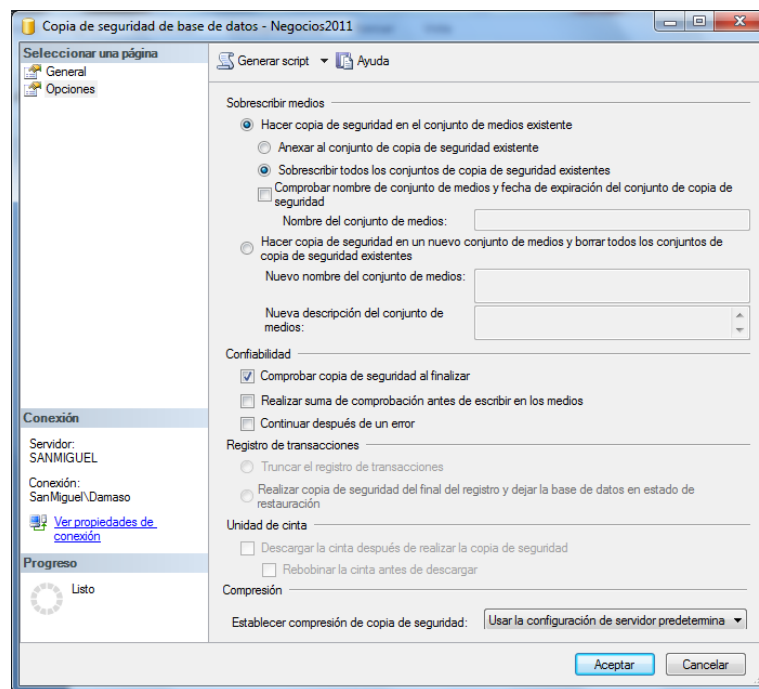 Copia de seguridad de base de datos - Negocios2011
Seleccionar una página
General
Opciones
Generar script
Ayuda
Sobrescribir medios
Hacer copia de seguridad en el conjunto de medios existente
Anexar al conjunto de copia de seguridad existente
Sobrescribir todos los conjuntos de copia de seguridad existentes
Comprobar nombre de conjunto de medios y fecha de expiración del conjunto de copia de
seguridad
Nombre del conjunto de medios:
Hacer copia de seguridad en un nuevo conjunto de medios y borrar todos los conjuntos de
copia de seguridad existentes
Nuevo nombre del conjunto de medios:
Nueva descripción del conjunto de
medios:
Confiabilidad
Comprobar copia de seguridad al finalizar
Realizar suma de comprobación antes de escribir en los medios
Continuar después de un error
Registro de transacciones
Truncar el registro de transacciones
Realizar copia de seguridad del final del registro y dejar la base de datos en estado de
restauración
Unidad de cinta
Descargar la cinta después de realizar la copia de seguridad
Rebobinar la cinta antes de descargar
Compresión
Establecer compresión de copia de seguridad:
Usar la configuración de servidor predetermina
Conexión
Servidor:
SANMIGUEL
Conexión:
SanMiguel\Damaso
Ver propiedades de
conexión
Progreso
Listo
Aceptar
Cancelar